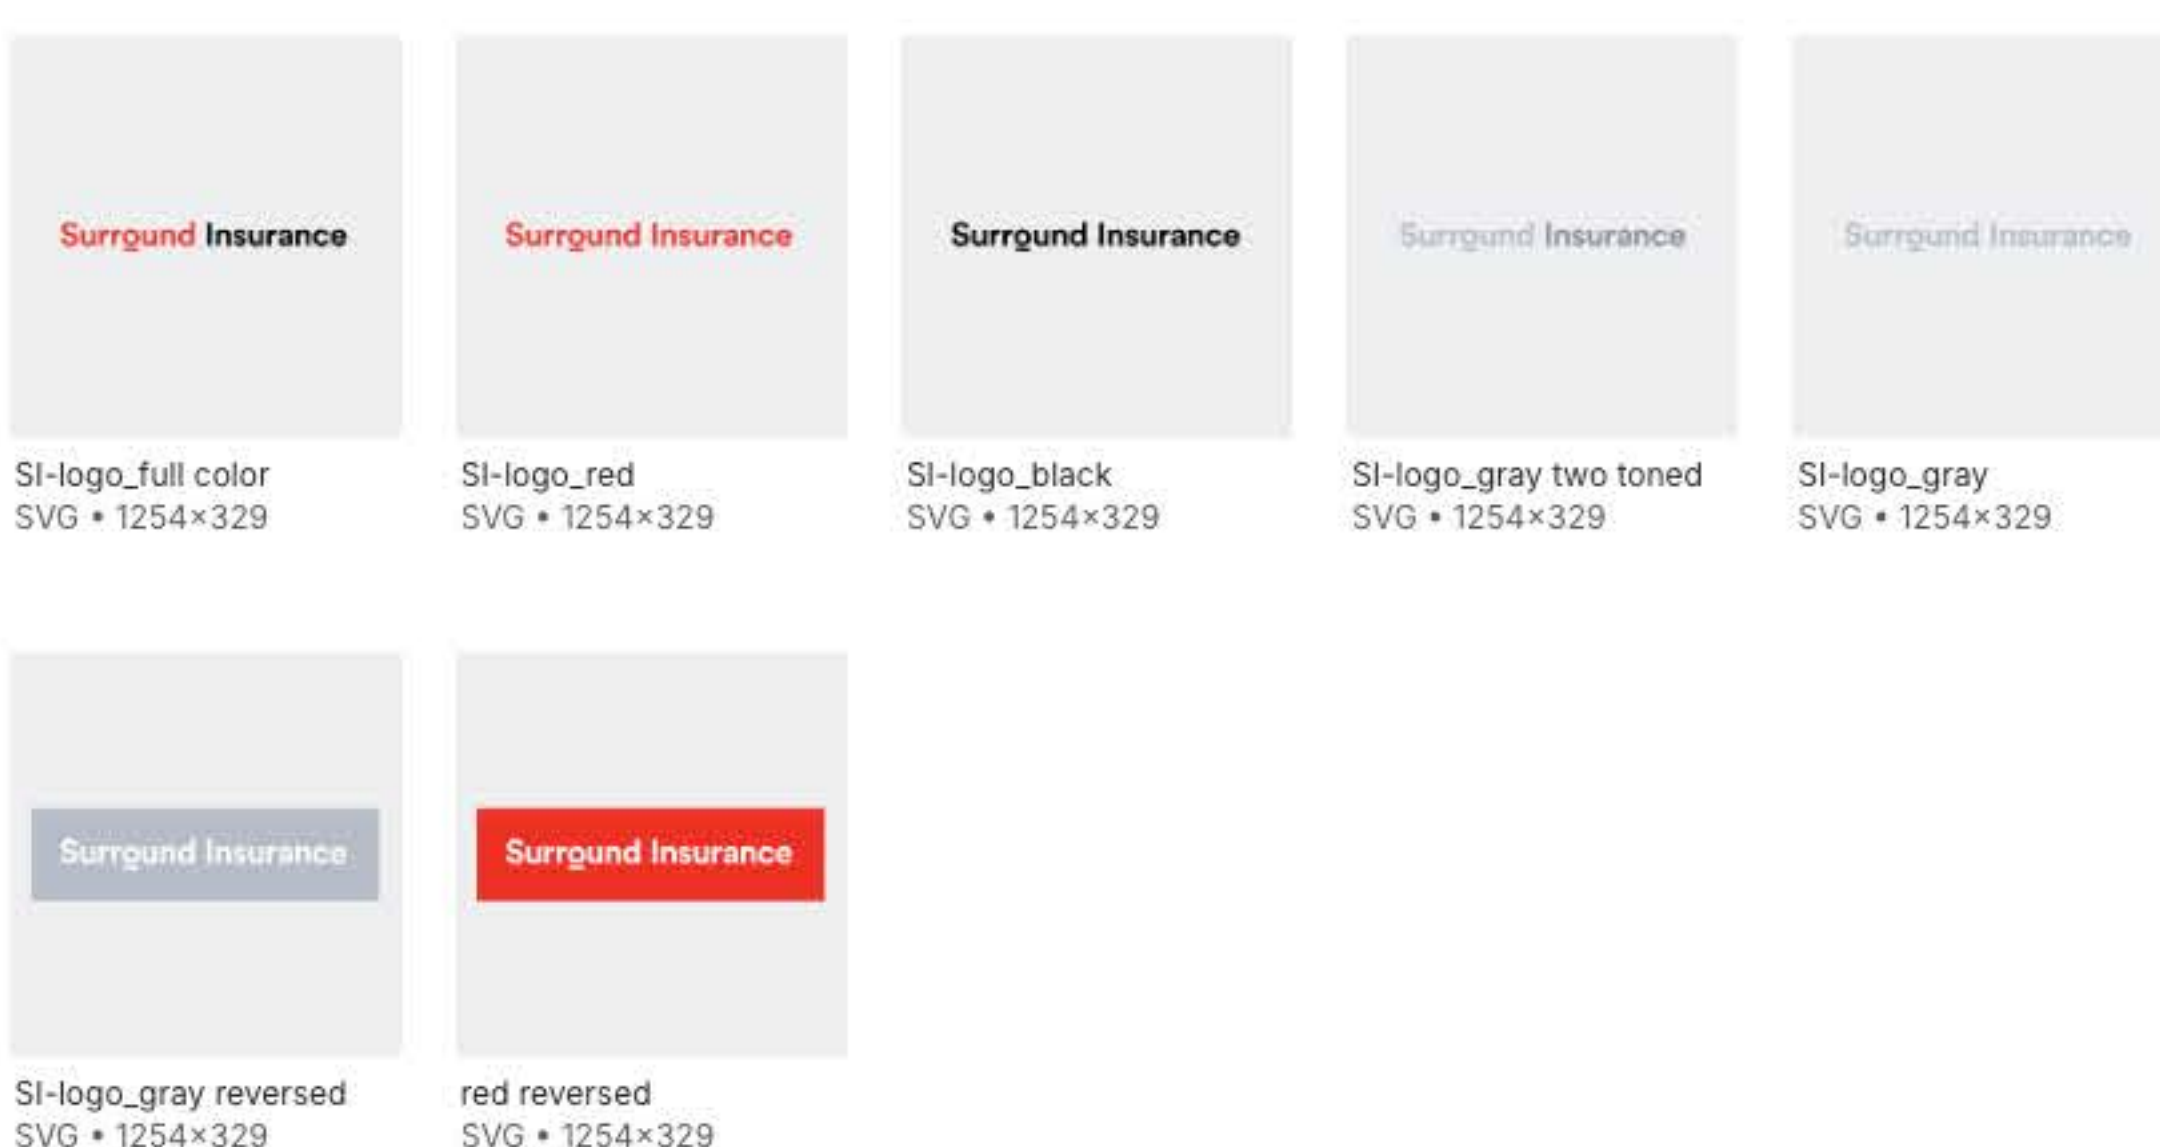 Surround Insurance
SI-logo_full color
SVG • 1254×329
Surround Insurance
SI-logo_red
SVG • 1254×329
Surround Insurance
SI-logo_black
SVG • 1254×329
Surround Insurance
SI-logo_gray two toned
SVG • 1254×329
Surround Insurance
SI-logo_gray
SVG • 1254×329
Surround Insurance
SI-logo_gray reversed
SVG • 1254×329
Surround Insurance
red reversed
SVG • 1254×329